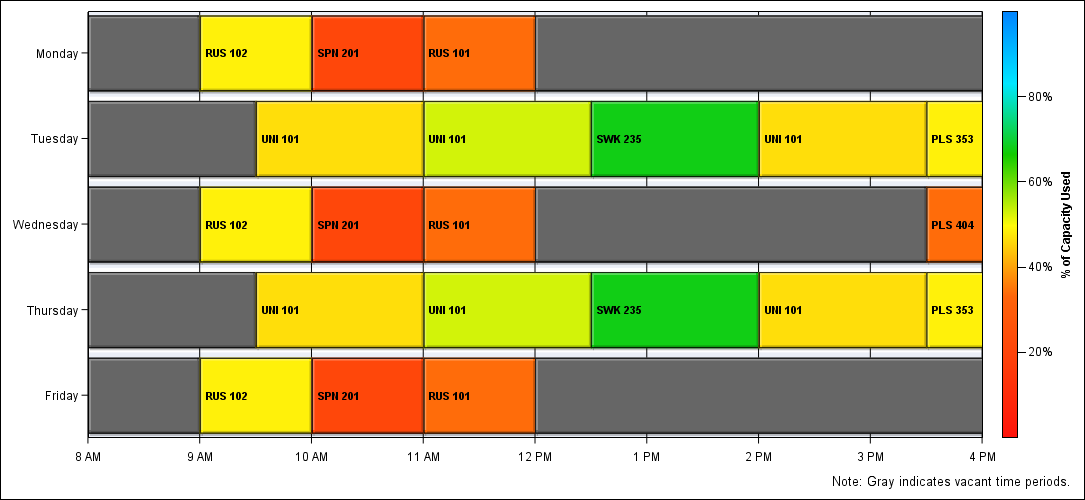 Monday RUS 102 SPN 201 RUS 101
Tuesday UNI 101 UNI 101 SWK 235 UNI 101 PLS 353
Wednesday RUS 102 SPN 201 RUS 101 PLS 404
Thursday UNI 101 UNI 101 SWK 235 UNI 101 PLS 353
Friday RUS 102 SPN 201 RUS 101
8 AM 9 AM 10 AM 11 AM 12 PM 1 PM 2 PM 3 PM 4 PM
80%
60%
40%
20%
% of Capacity Used
Note: Gray indicates vacant time periods.